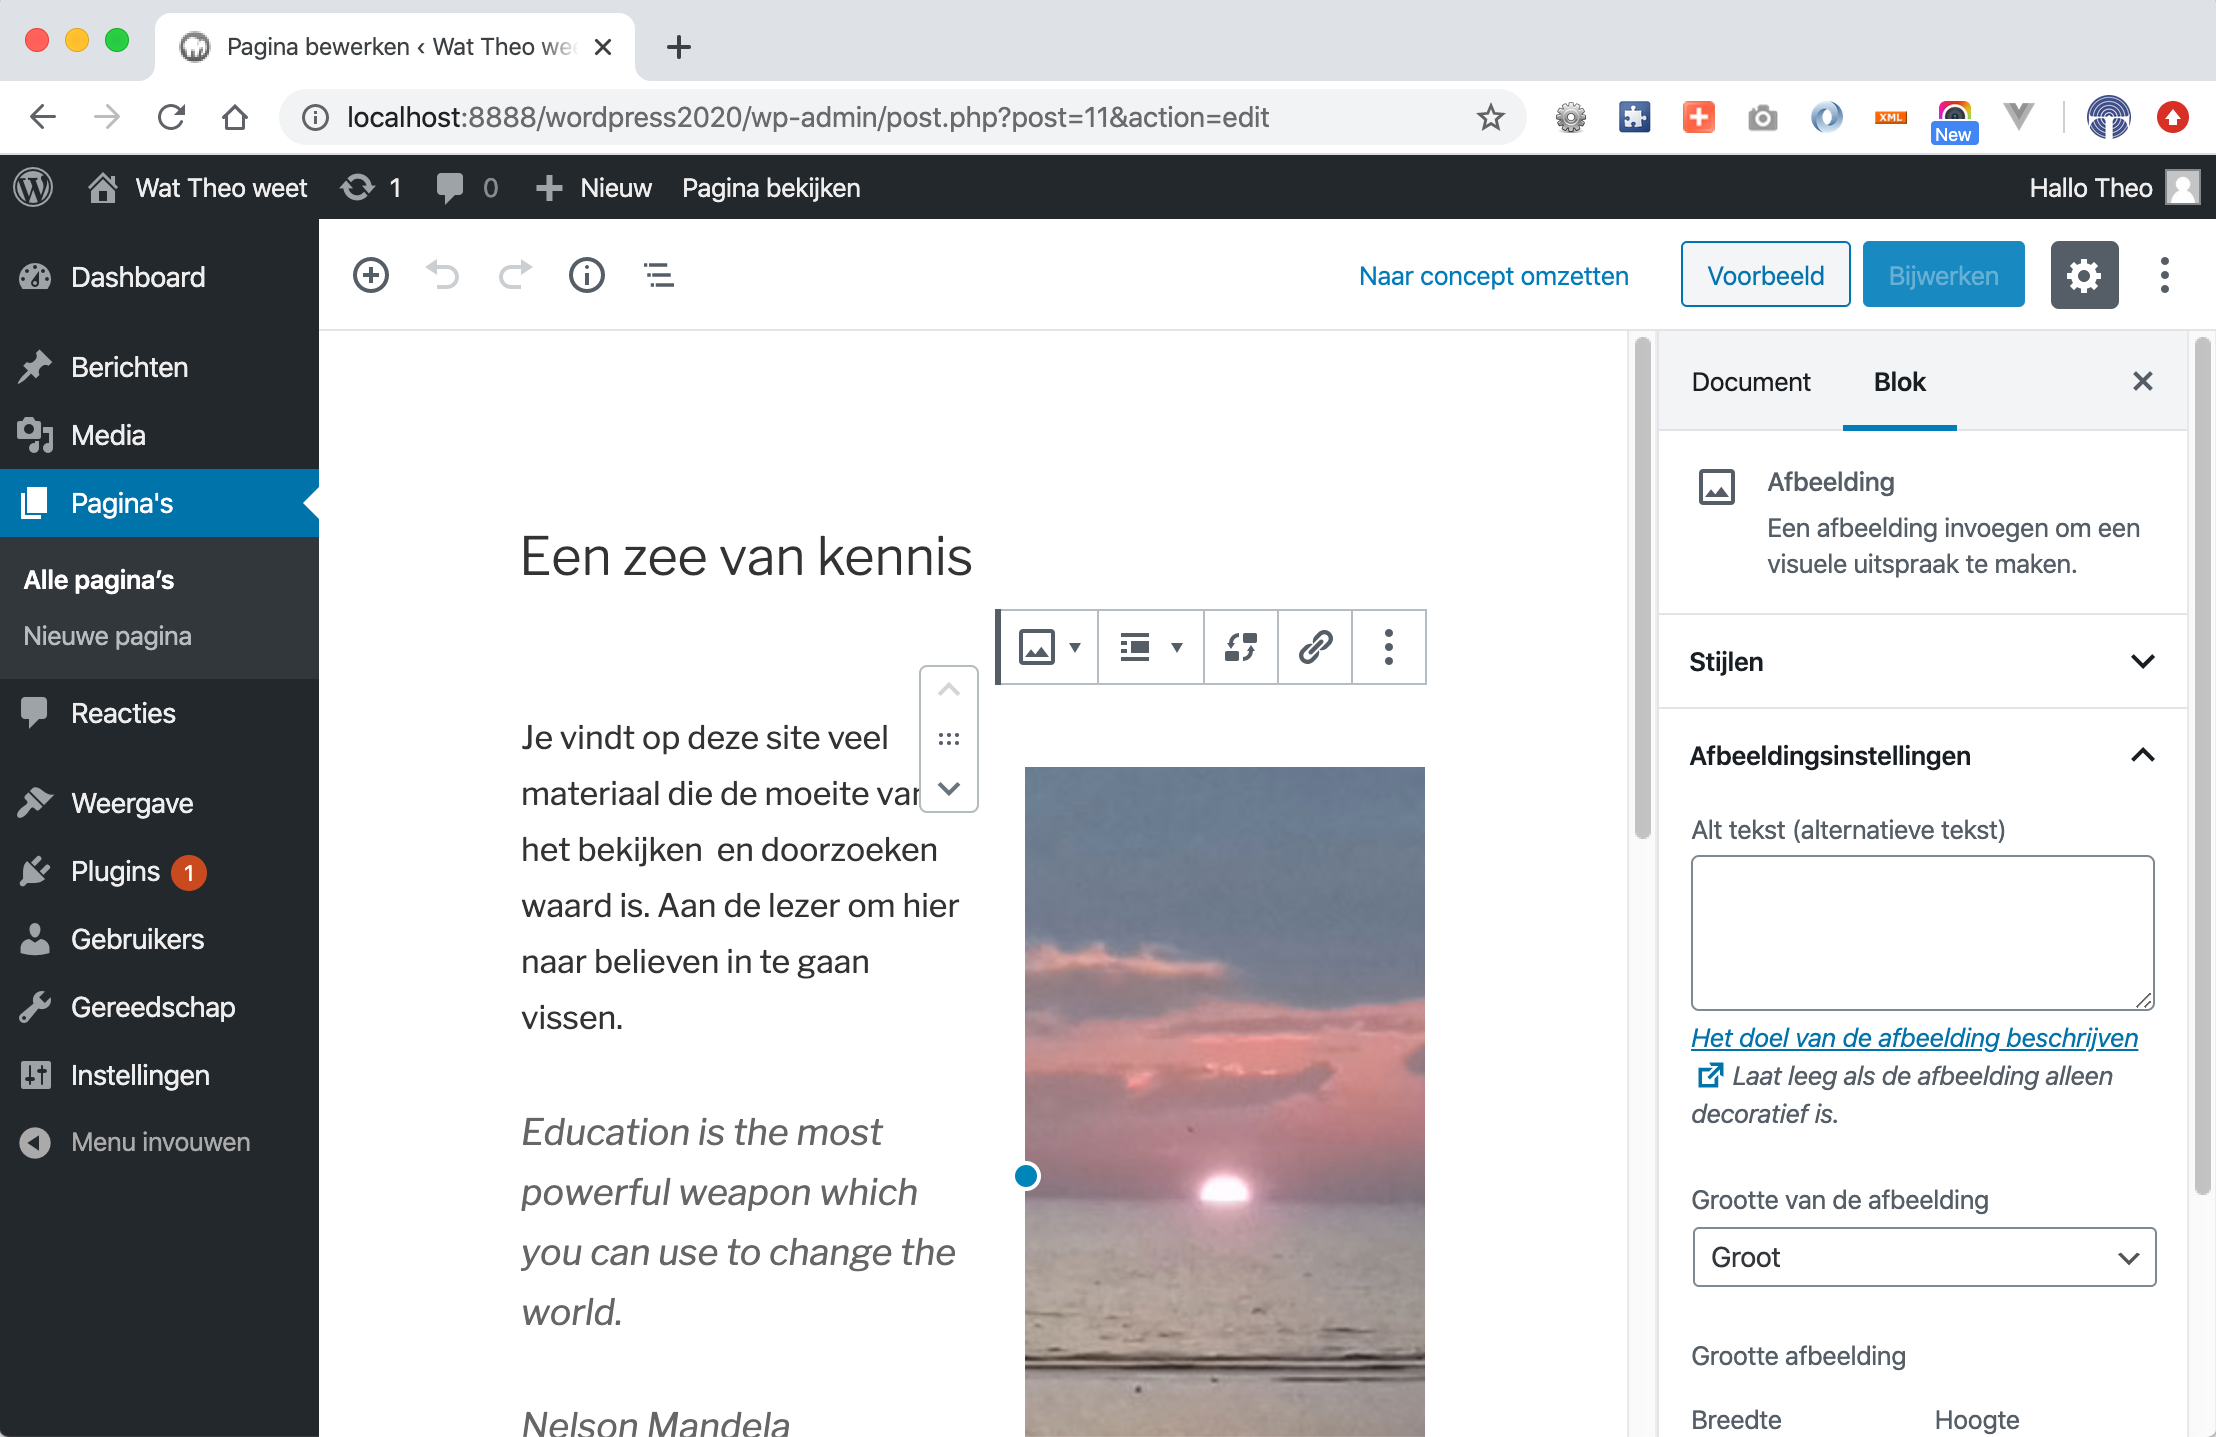 Pagina bewerken ‹ Wat Theo wee
localhost:8888/wordpress2020/wp-admin/post.php?post=11&action=edit
XML
New
Wat Theo weet
1
0
Nieuw
Pagina bekijken
Hallo Theo
Dashboard
Berichten
Media
Pagina's
Alle pagina’s
Nieuwe pagina
Reacties
Weergave
Plugins 1
Gebruikers
Gereedschap
Instellingen
Menu invouwen
Naar concept omzetten
Voorbeeld
Bijwerken
Een zee van kennis
Je vindt op deze site veel
materiaal die de moeite van
het bekijken en doorzoeken
waard is. Aan de lezer om hier
naar believen in te gaan
vissen.
Education is the most
powerful weapon which
you can use to change the
world.
Nelson Mandela
Document
Blok
Afbeelding
Een afbeelding invoegen om een
visuele uitspraak te maken.
Stijlen
Afbeeldingsinstellingen
Alt tekst (alternatieve tekst)
Het doel van de afbeelding beschrijven
Laat leeg als de afbeelding alleen
decoratief is.
Grootte van de afbeelding
Groot
Grootte afbeelding
Breedte
Hoogte